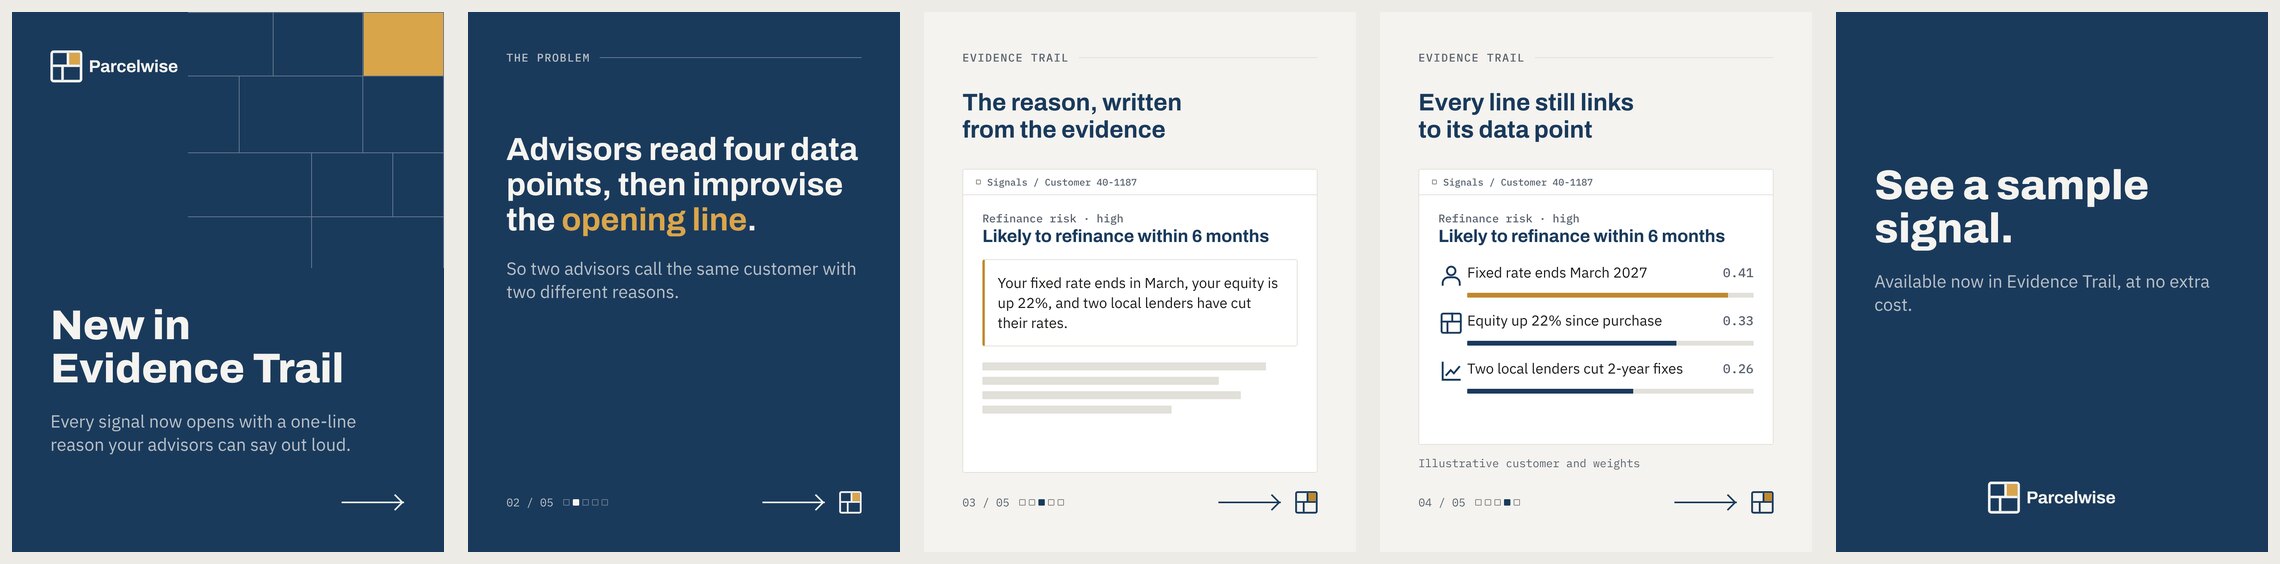 Parcelwise
New in
Evidence Trail
Every signal now opens with a one-line
reason your advisors can say out loud.
THE PROBLEM
Advisors read four data
points, then improvise
the opening line.
So two advisors call the same customer with
two different reasons.
02 / 05
EVIDENCE TRAIL
The reason, written
from the evidence
Signals / Customer 40-1187
Refinance risk · high
Likely to refinance within 6 months
Your fixed rate ends in March, your equity is
up 22%, and two local lenders have cut
their rates.
03 / 05
EVIDENCE TRAIL
Every line still links
to its data point
Signals / Customer 40-1187
Refinance risk · high
Likely to refinance within 6 months
Fixed rate ends March 2027 0.41
Equity up 22% since purchase 0.33
Two local lenders cut 2-year fixes 0.26
Illustrative customer and weights
04 / 05
See a sample
signal.
Available now in Evidence Trail, at no extra
cost.
Parcelwise